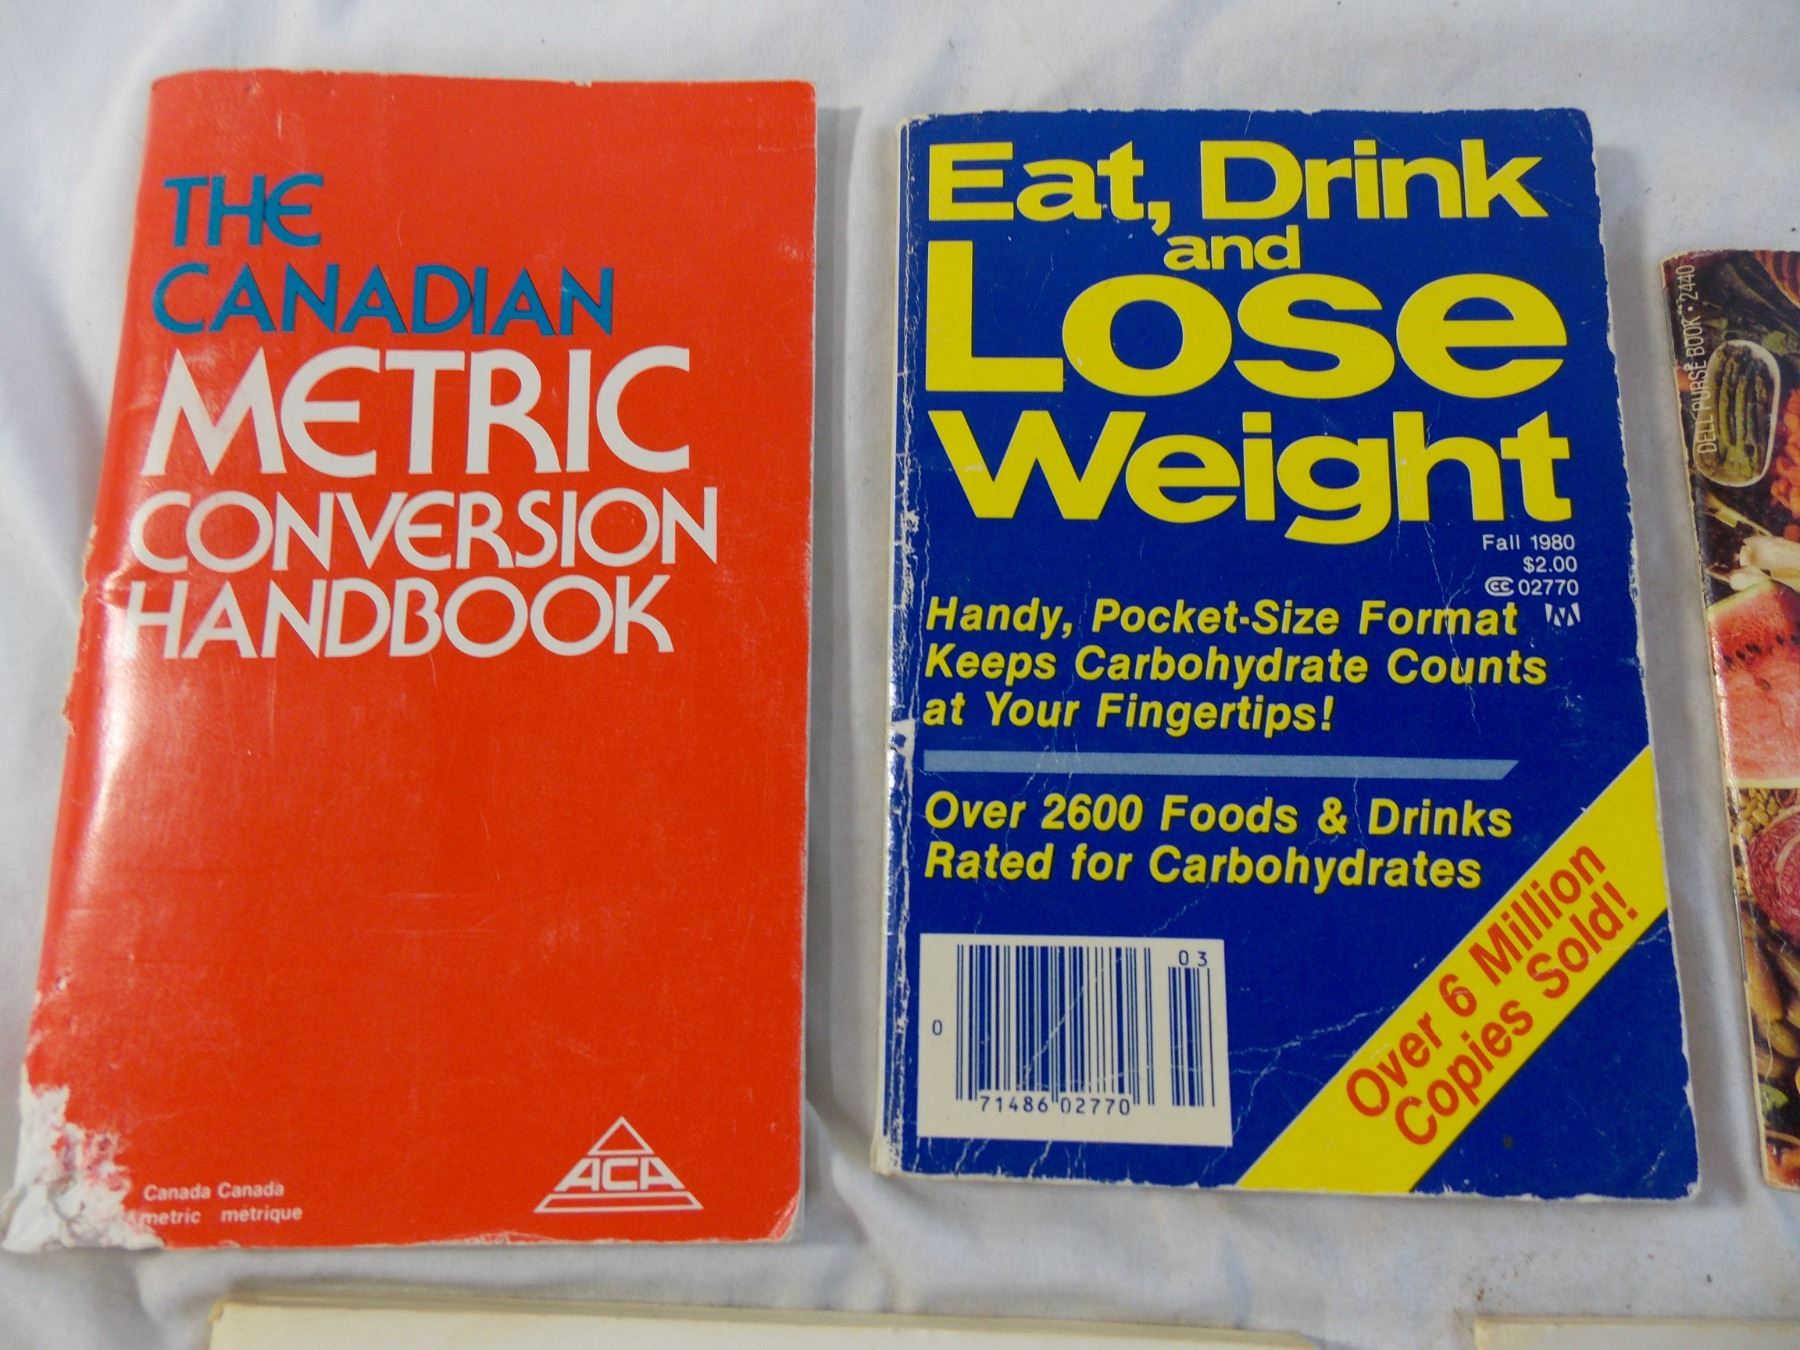 THE
CANADIAN
METRIC
CONVERSION
HANDBOOK
Canada Canada
metric métrique
ACA
Eat, Drink
and
Lose
Weight
Fall 1980
$2.00
CC 02770
Handy, Pocket-Size Format
Keeps Carbohydrate Counts
at Your Fingertips!
Over 2600 Foods & Drinks
Rated for Carbohydrates
Over 6 Million
Copies Sold!
03
0
71486 02770
DELL PURSE BOOK • 2440